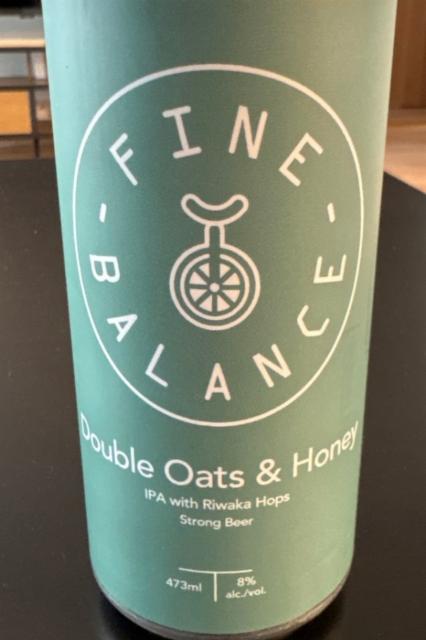 FINE
- BALANCE -
Double Oats & Honey
IPA with Riwaka Hops
Strong Beer
473ml
8%
alc./vol.